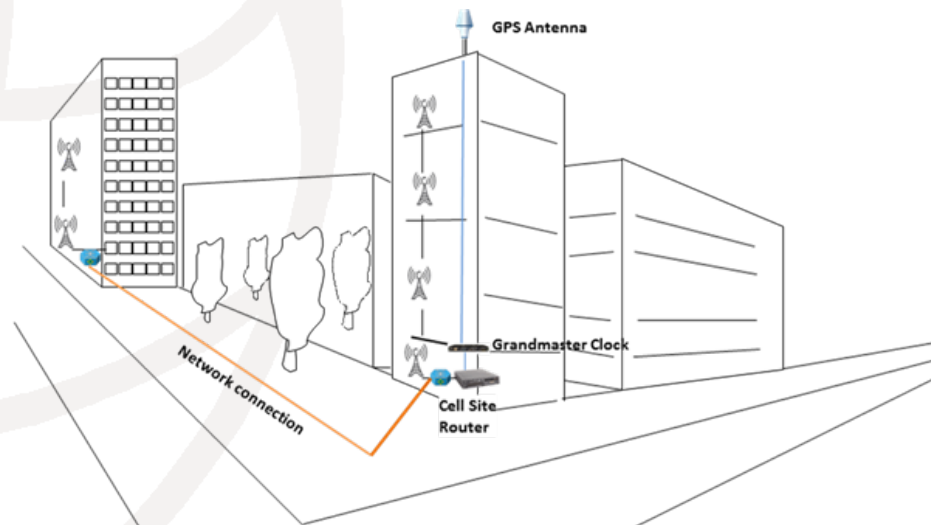 GPS Antenna
Grandmaster Clock
Network connection
Cell Site
Router